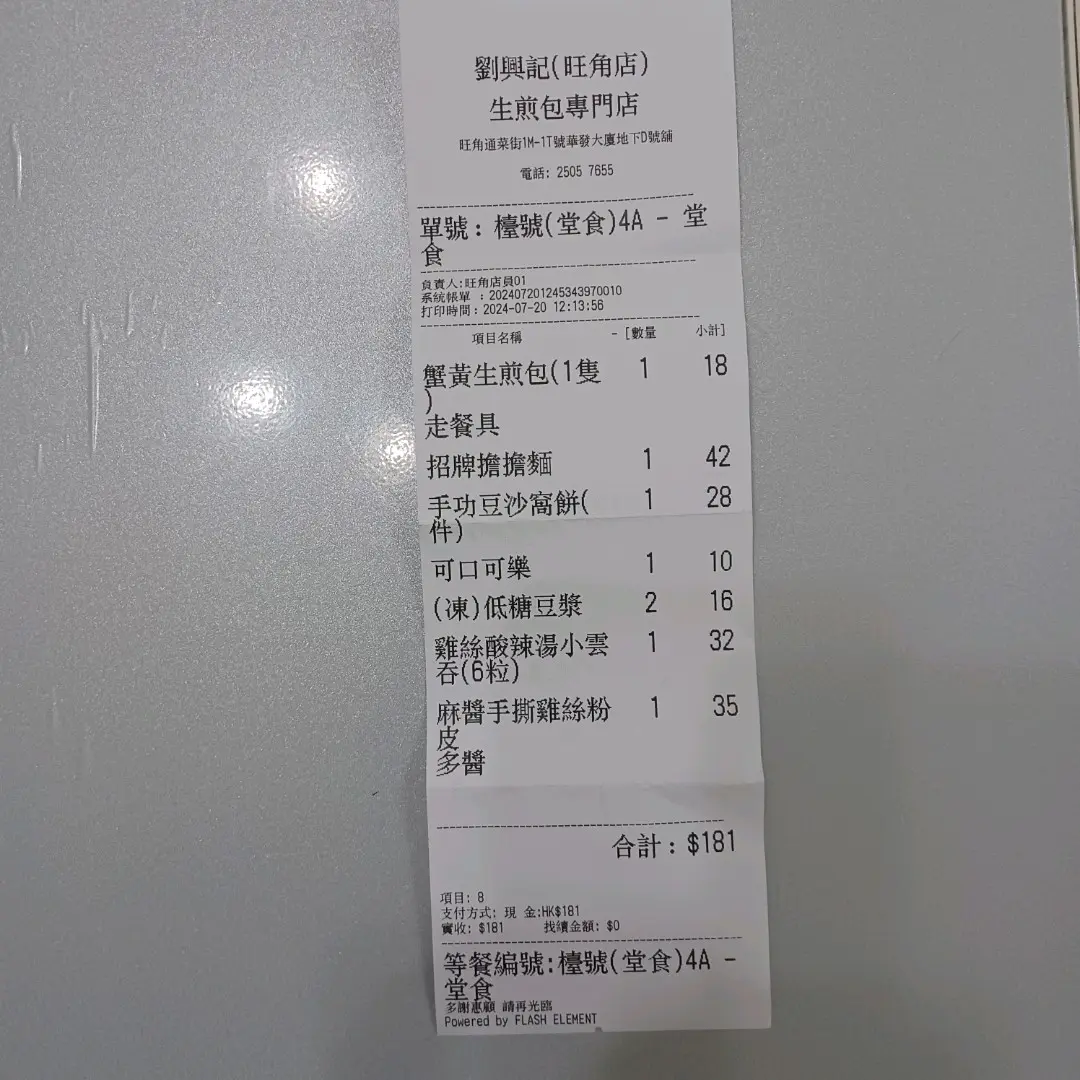 劉興記(旺角店)
生煎包專門店
旺角通菜街1M-1T號華發大廈地下D號舖
電話: 2505 7655
單號: 檯號(堂食)4A - 堂
食
負責人:旺角店員01
系統帳單 :202407201245343970010
打印時間:2024-07-20 12:13:56
項目名稱 - [數量 小計]
蟹黃生煎包(1隻 1 18
)
走餐具
招牌擔擔麵 1 42
手功豆沙窩餅( 1 28
件)
可口可樂 1 10
(凍)低糖豆漿 2 16
雞絲酸辣湯小雲 1 32
吞(6粒)
麻醬手撕雞絲粉 1 35
皮
多醬
合計: $181
項目: 8
支付方式: 現 金:HK$181
實收: $181 找續金額: $0
等餐編號:檯號(堂食)4A -
堂食
多謝惠顧 請再光臨
Powered by FLASH ELEMENT